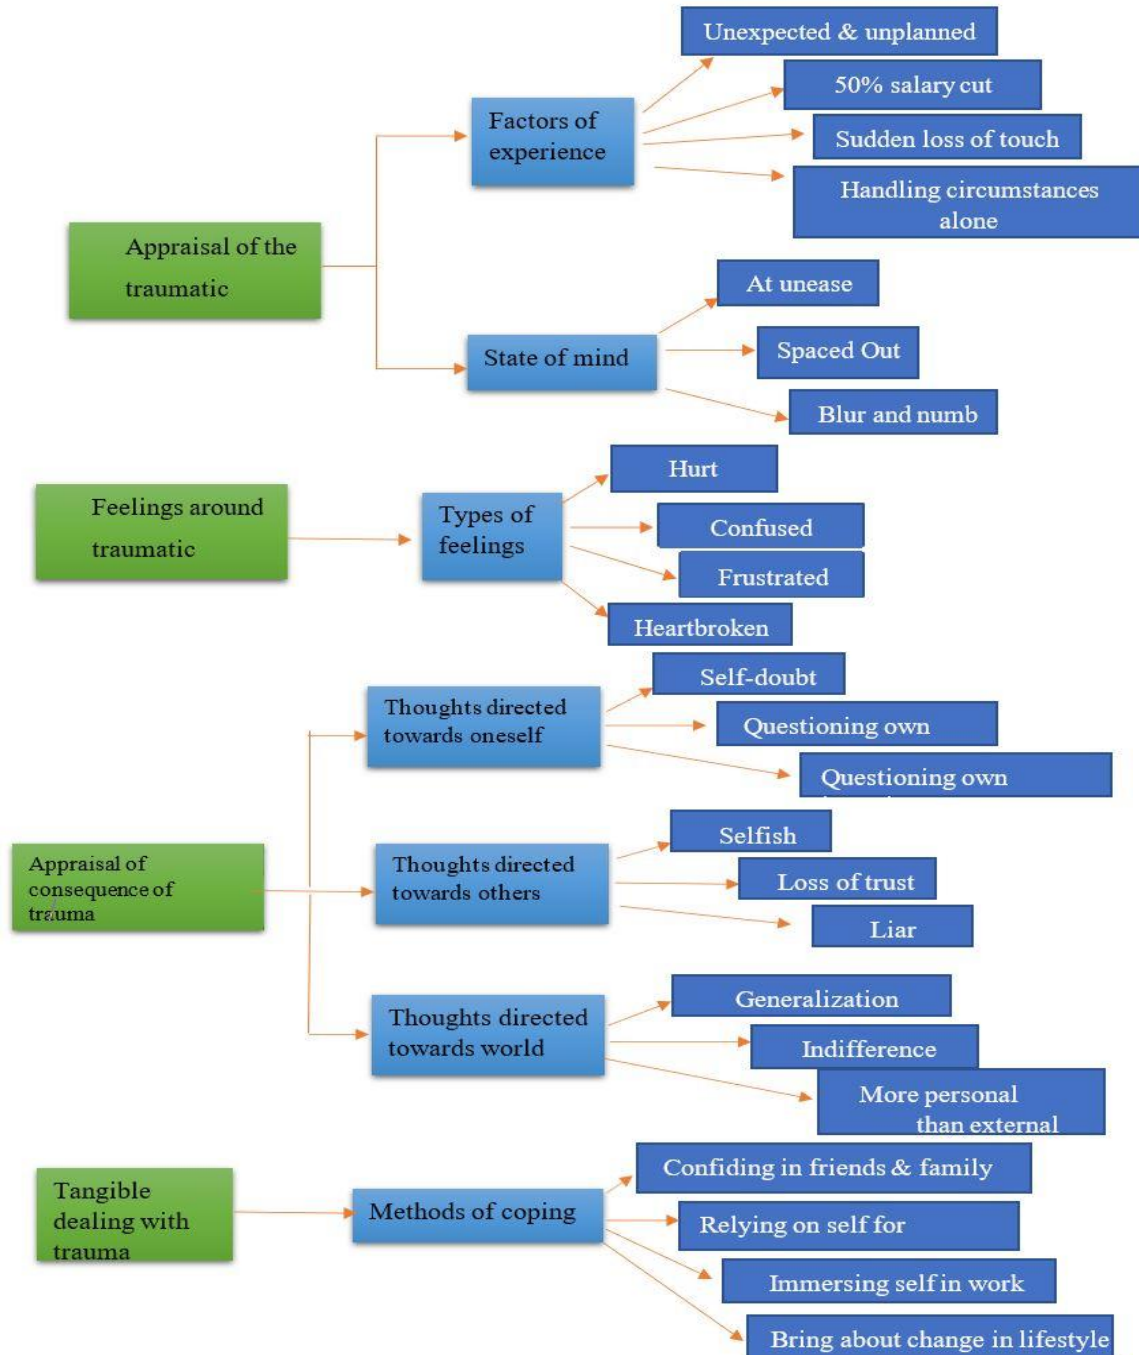 Unexpected & unplanned
50% salary cut
Factors of
experience
Sudden loss of touch
Handling circumstances
alone
Appraisal of the
traumatic
At unease
State of mind
Spaced Out
Blur and numb
Hurt
Feelings around
traumatic
Types of
feelings
Confused
Frustrated
Heartbroken
Self-doubt
Thoughts directed
towards oneself
Questioning own
Questioning own
Selfish
Appraisal of
consequence of
trauma
Thoughts directed
towards others
Loss of trust
Liar
Generalization
Thoughts directed
towards world
Indifference
More personal
than external
Confiding in friends & family
Tangible
dealing with
trauma
Methods of coping
Relying on self for
Immersing self in work
Bring about change in lifestyle